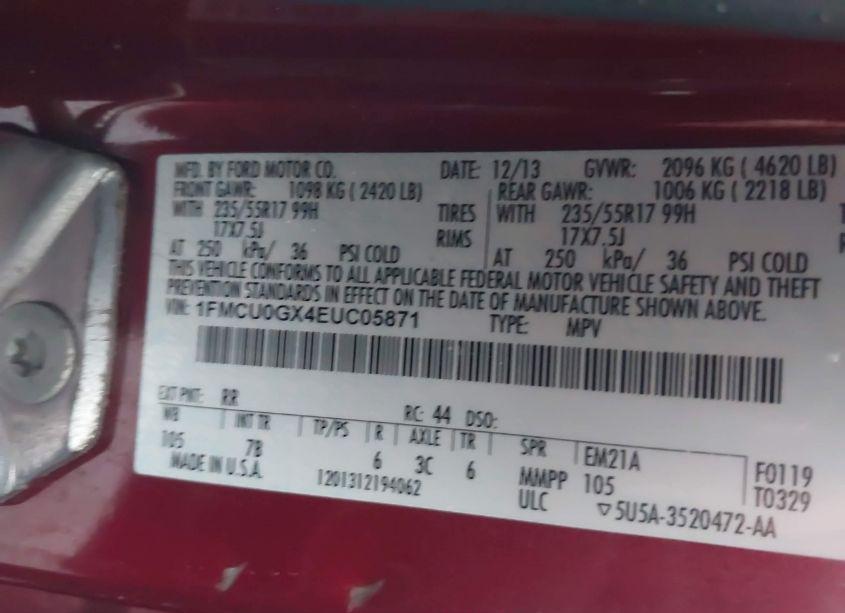 MFD. BY FORD MOTOR CO. DATE: 12/13 GVWR: 2096 KG ( 4620 LB)
FRONT GAWR: 1098 KG ( 2420 LB) REAR GAWR: 1006 KG ( 2218 LB)
WITH 235/55R17 99H TIRES WITH 235/55R17 99H
17X7.5J RIMS 17X7.5J
AT 250 kPa/ 36 PSI COLD AT 250 kPa/ 36 PSI COLD
THIS VEHICLE CONFORMS TO ALL APPLICABLE FEDERAL MOTOR VEHICLE SAFETY AND THEFT
PREVENTION STANDARDS IN EFFECT ON THE DATE OF MANUFACTURE SHOWN ABOVE.
VIN: 1FMCU0GX4EUC05871 TYPE: MPV
EXT PNT: RR RC: 44 DSO:
WB INT TR TP/PS R AXLE TR SPR EM21A F0119
105 7B 6 3C 6 MMPP 105 T0329
MADE IN U.S.A. 1201312194062 ULC ▽5U5A-3520472-AA